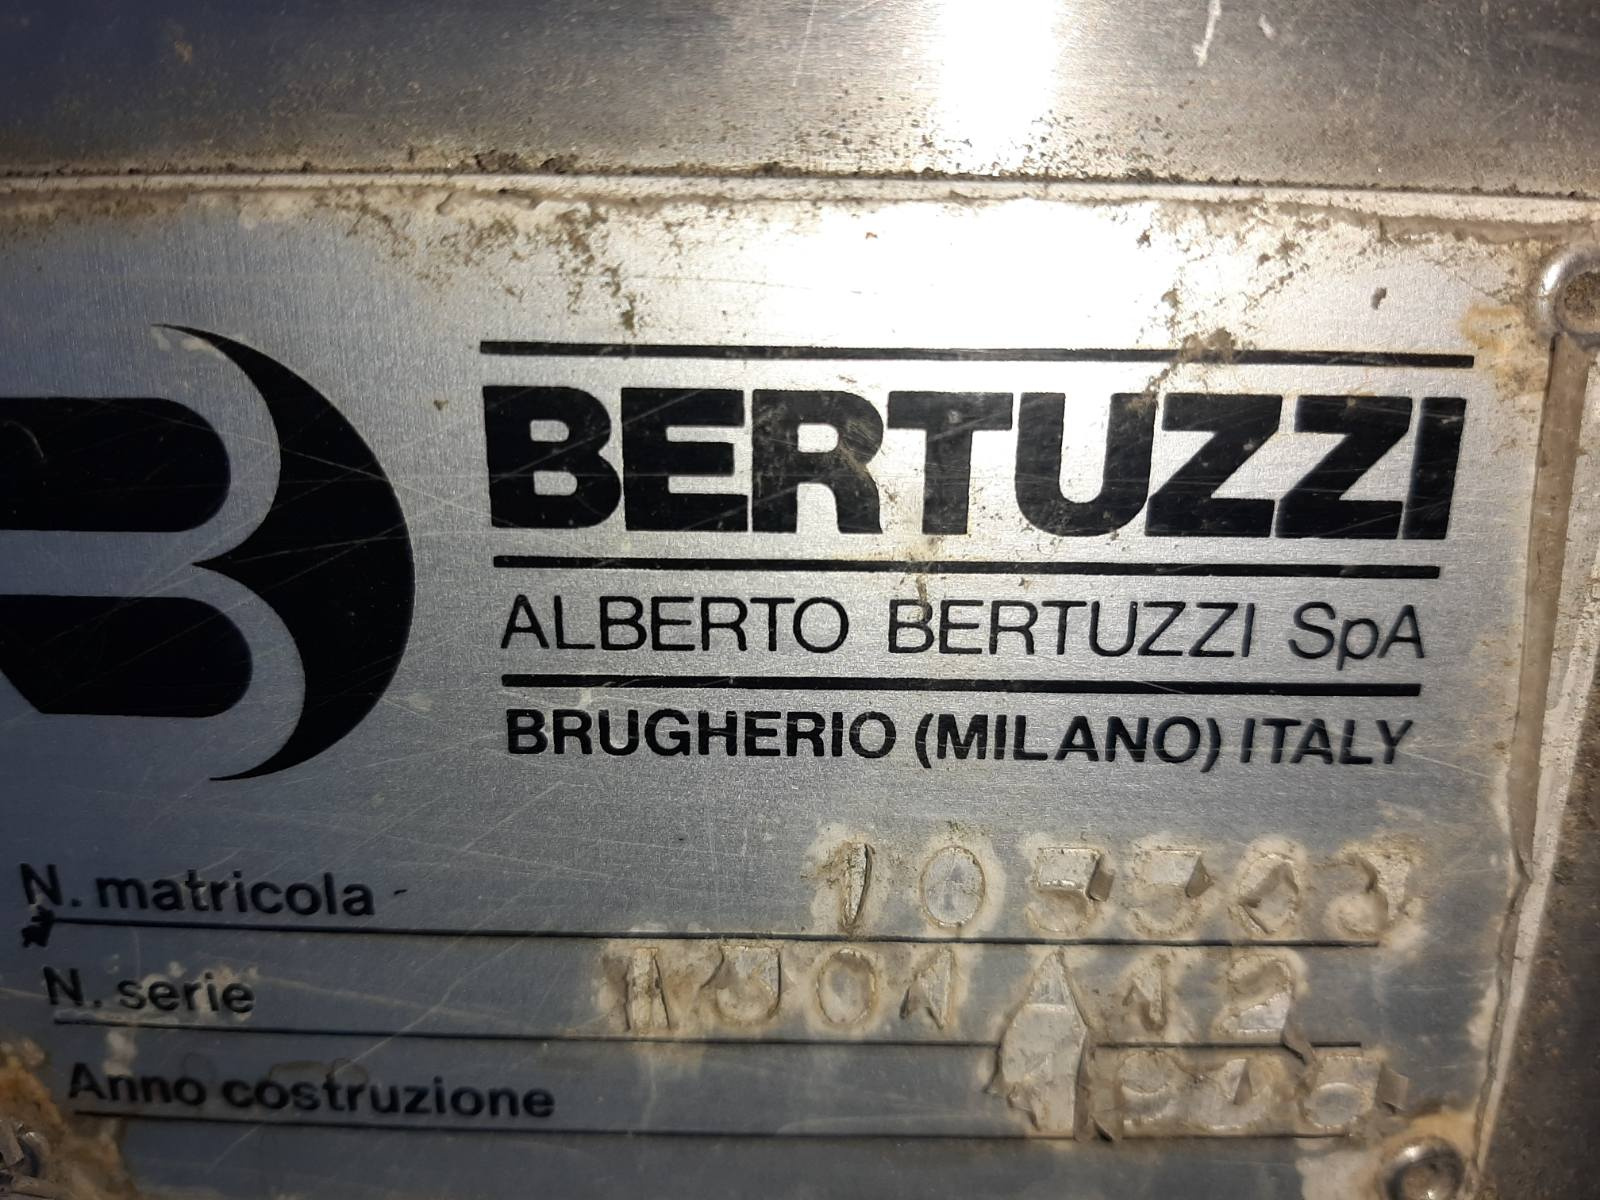 BERTUZZI
ALBERTO BERTUZZI SpA
BRUGHERIO (MILANO) ITALY
N. matricola
N. serie
Anno costruzione